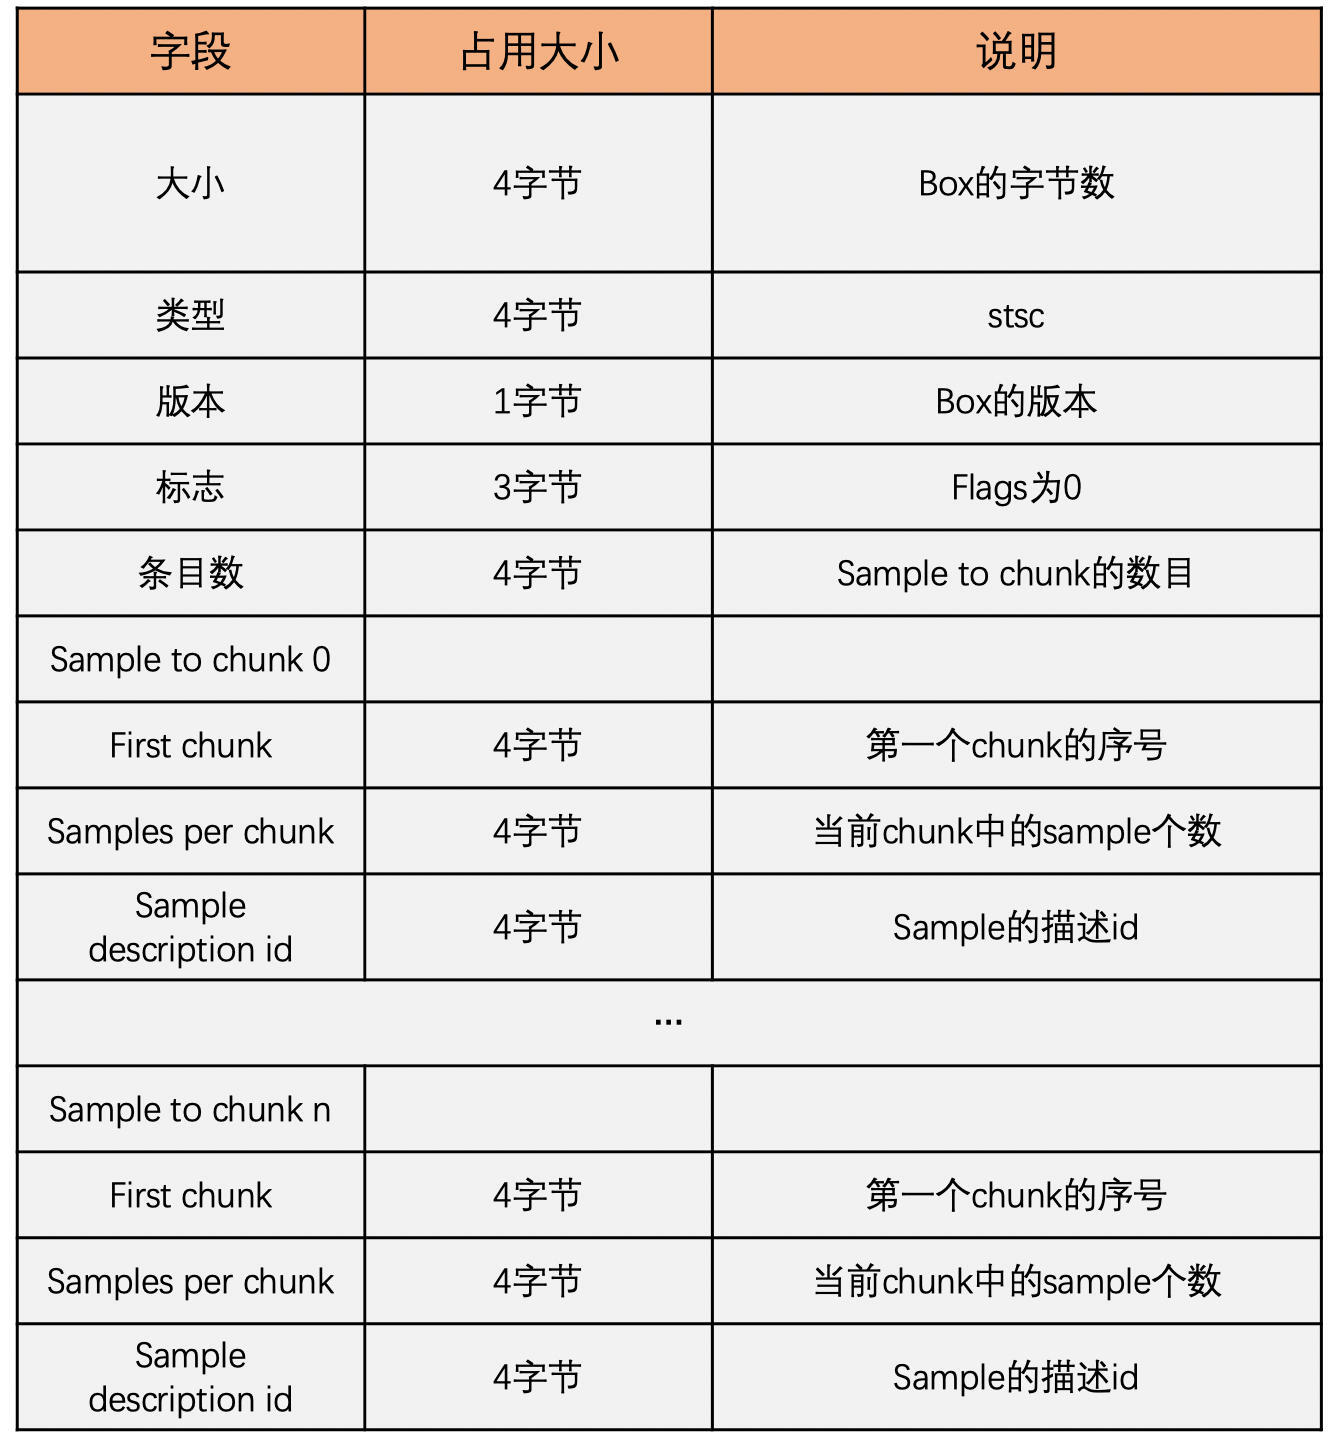 字段 占用大小 说明
大小 4字节 Box的字节数
类型 4字节 stsc
版本 1字节 Box的版本
标志 3字节 Flags为0
条目数 4字节 Sample to chunk的数目
Sample to chunk 0
First chunk 4字节 第一个chunk的序号
Samples per chunk 4字节 当前chunk中的sample个数
Sample
description id 4字节 Sample的描述id
...
Sample to chunk n
First chunk 4字节 第一个chunk的序号
Samples per chunk 4字节 当前chunk中的sample个数
Sample
description id 4字节 Sample的描述id